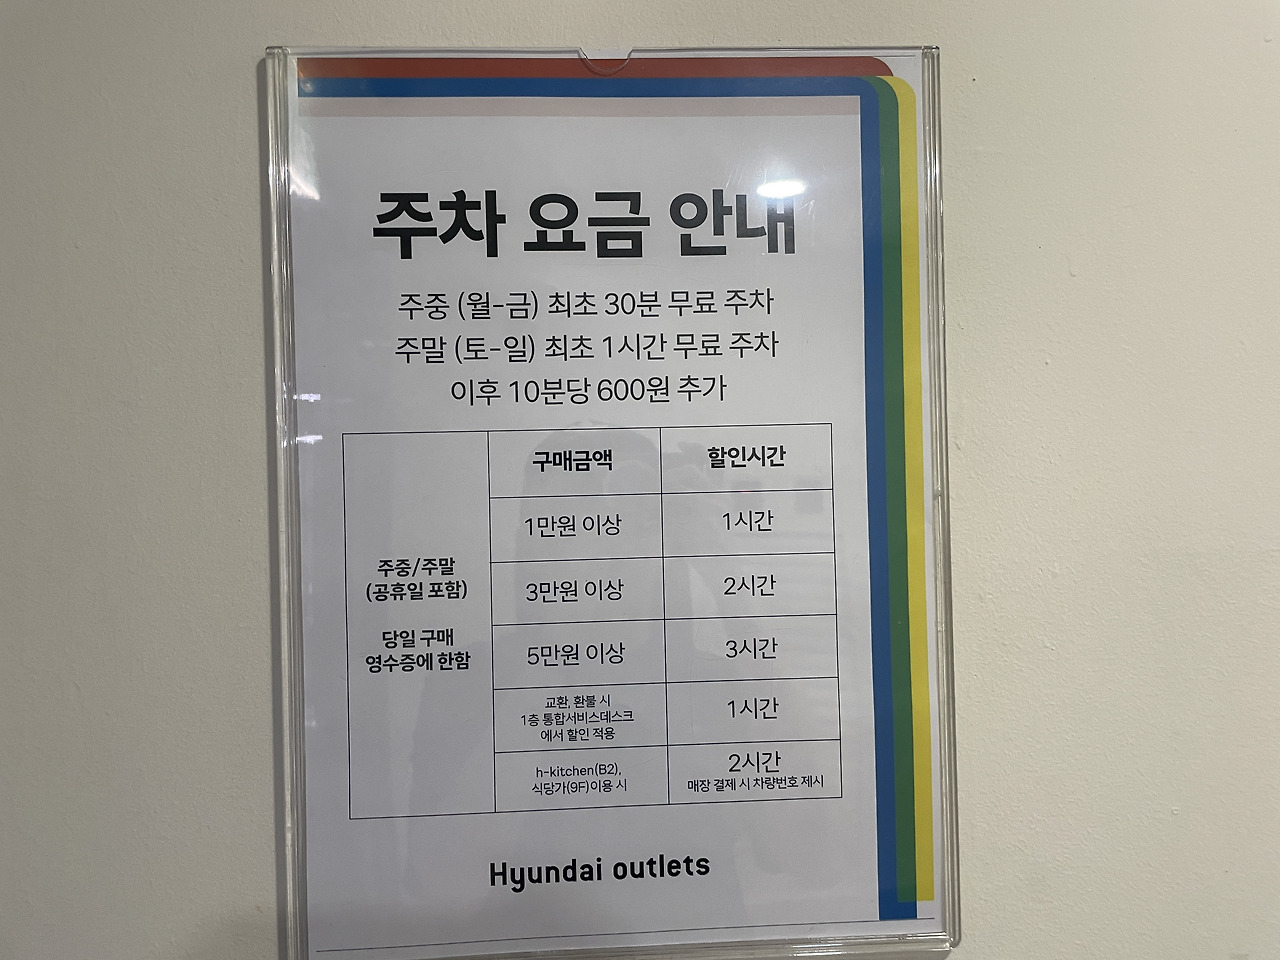 주차 요금 안내
주중 (월-금) 최초 30분 무료 주차
주말 (토-일) 최초 1시간 무료 주차
이후 10분당 600원 추가
구매금액 할인시간
1만원 이상 1시간
주중/주말
(공휴일 포함)
3만원 이상 2시간
당일 구매
영수증에 한함
5만원 이상 3시간
교환, 환불 시
1층 통합서비스데스크
에서 할인 적용
1시간
h-kitchen(B2),
식당가(9F)이용 시
2시간
매장 결제 시 차량번호 제시
Hyundai outlets